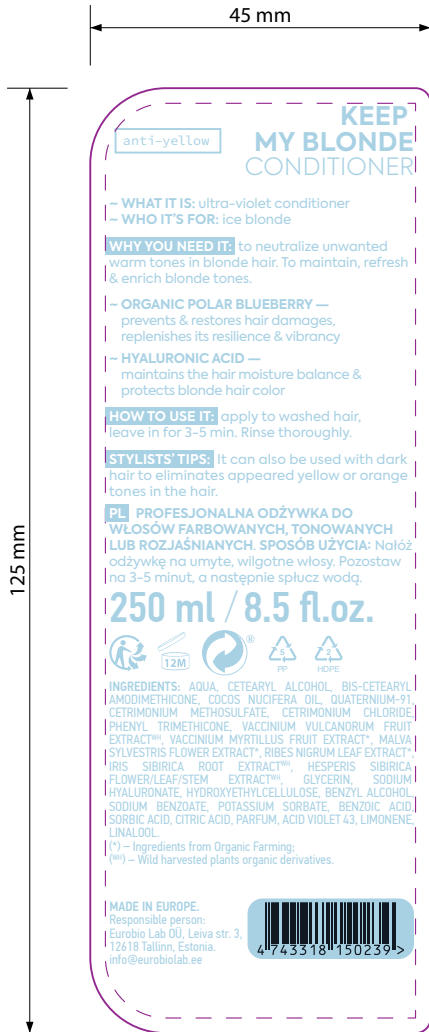 45 mm
125 mm
anti-yellow
KEEP
MY BLONDE
CONDITIONER
~ WHAT IT IS: ultra-violet conditioner
~ WHO IT'S FOR: ice blonde
WHY YOU NEED IT: to neutralize unwanted
warm tones in blonde hair. To maintain, refresh
& enrich blonde tones.
~ ORGANIC POLAR BLUEBERRY —
prevents & restores hair damages,
replenishes its resilience & vibrancy
~ HYALURONIC ACID —
maintains the hair moisture balance &
protects blonde hair color
HOW TO USE IT: apply to washed hair,
leave in for 3-5 min. Rinse thoroughly.
STYLISTS' TIPS: It can also be used with dark
hair to eliminates appeared yellow or orange
tones in the hair.
PL PROFESJONALNA ODŻYWKA DO
WŁOSÓW FARBOWANYCH, TONOWANYCH
LUB ROZJAŚNIANYCH. SPOSÓB UŻYCIA: Nałóż
odżywkę na umyte, wilgotne włosy. Pozostaw
na 3-5 minut, a następnie spłucz wodą.
250 ml / 8.5 fl.oz.
12M
®
5
PP
2
HDPE
INGREDIENTS: AQUA, CETEARYL ALCOHOL, BIS-CETEARYL
AMODIMETHICONE, COCOS NUCIFERA OIL, QUATERNIUM-91,
CETRIMONIUM METHOSULFATE, CETRIMONIUM CHLORIDE,
PHENYL TRIMETHICONE, VACCINIUM VULCANORUM FRUIT
EXTRACTᵂᴴ, VACCINIUM MYRTILLUS FRUIT EXTRACT*, MALVA
SYLVESTRIS FLOWER EXTRACT*, RIBES NIGRUM LEAF EXTRACT*,
IRIS SIBIRICA ROOT EXTRACTᵂᴴ, HESPERIS SIBIRICA
FLOWER/LEAF/STEM EXTRACTᵂᴴ, GLYCERIN, SODIUM
HYALURONATE, HYDROXYETHYLCELLULOSE, BENZYL ALCOHOL,
SODIUM BENZOATE, POTASSIUM SORBATE, BENZOIC ACID,
SORBIC ACID, CITRIC ACID, PARFUM, ACID VIOLET 43, LIMONENE,
LINALOOL.
(*) – Ingredients from Organic Farming;
(ᵂᴴ) – Wild harvested plants organic derivatives.
MADE IN EUROPE.
Responsible person:
Eurobio Lab OÜ, Leiva str. 3,
12618 Tallinn, Estonia.
info@eurobiolab.ee
4 743318 150239 >